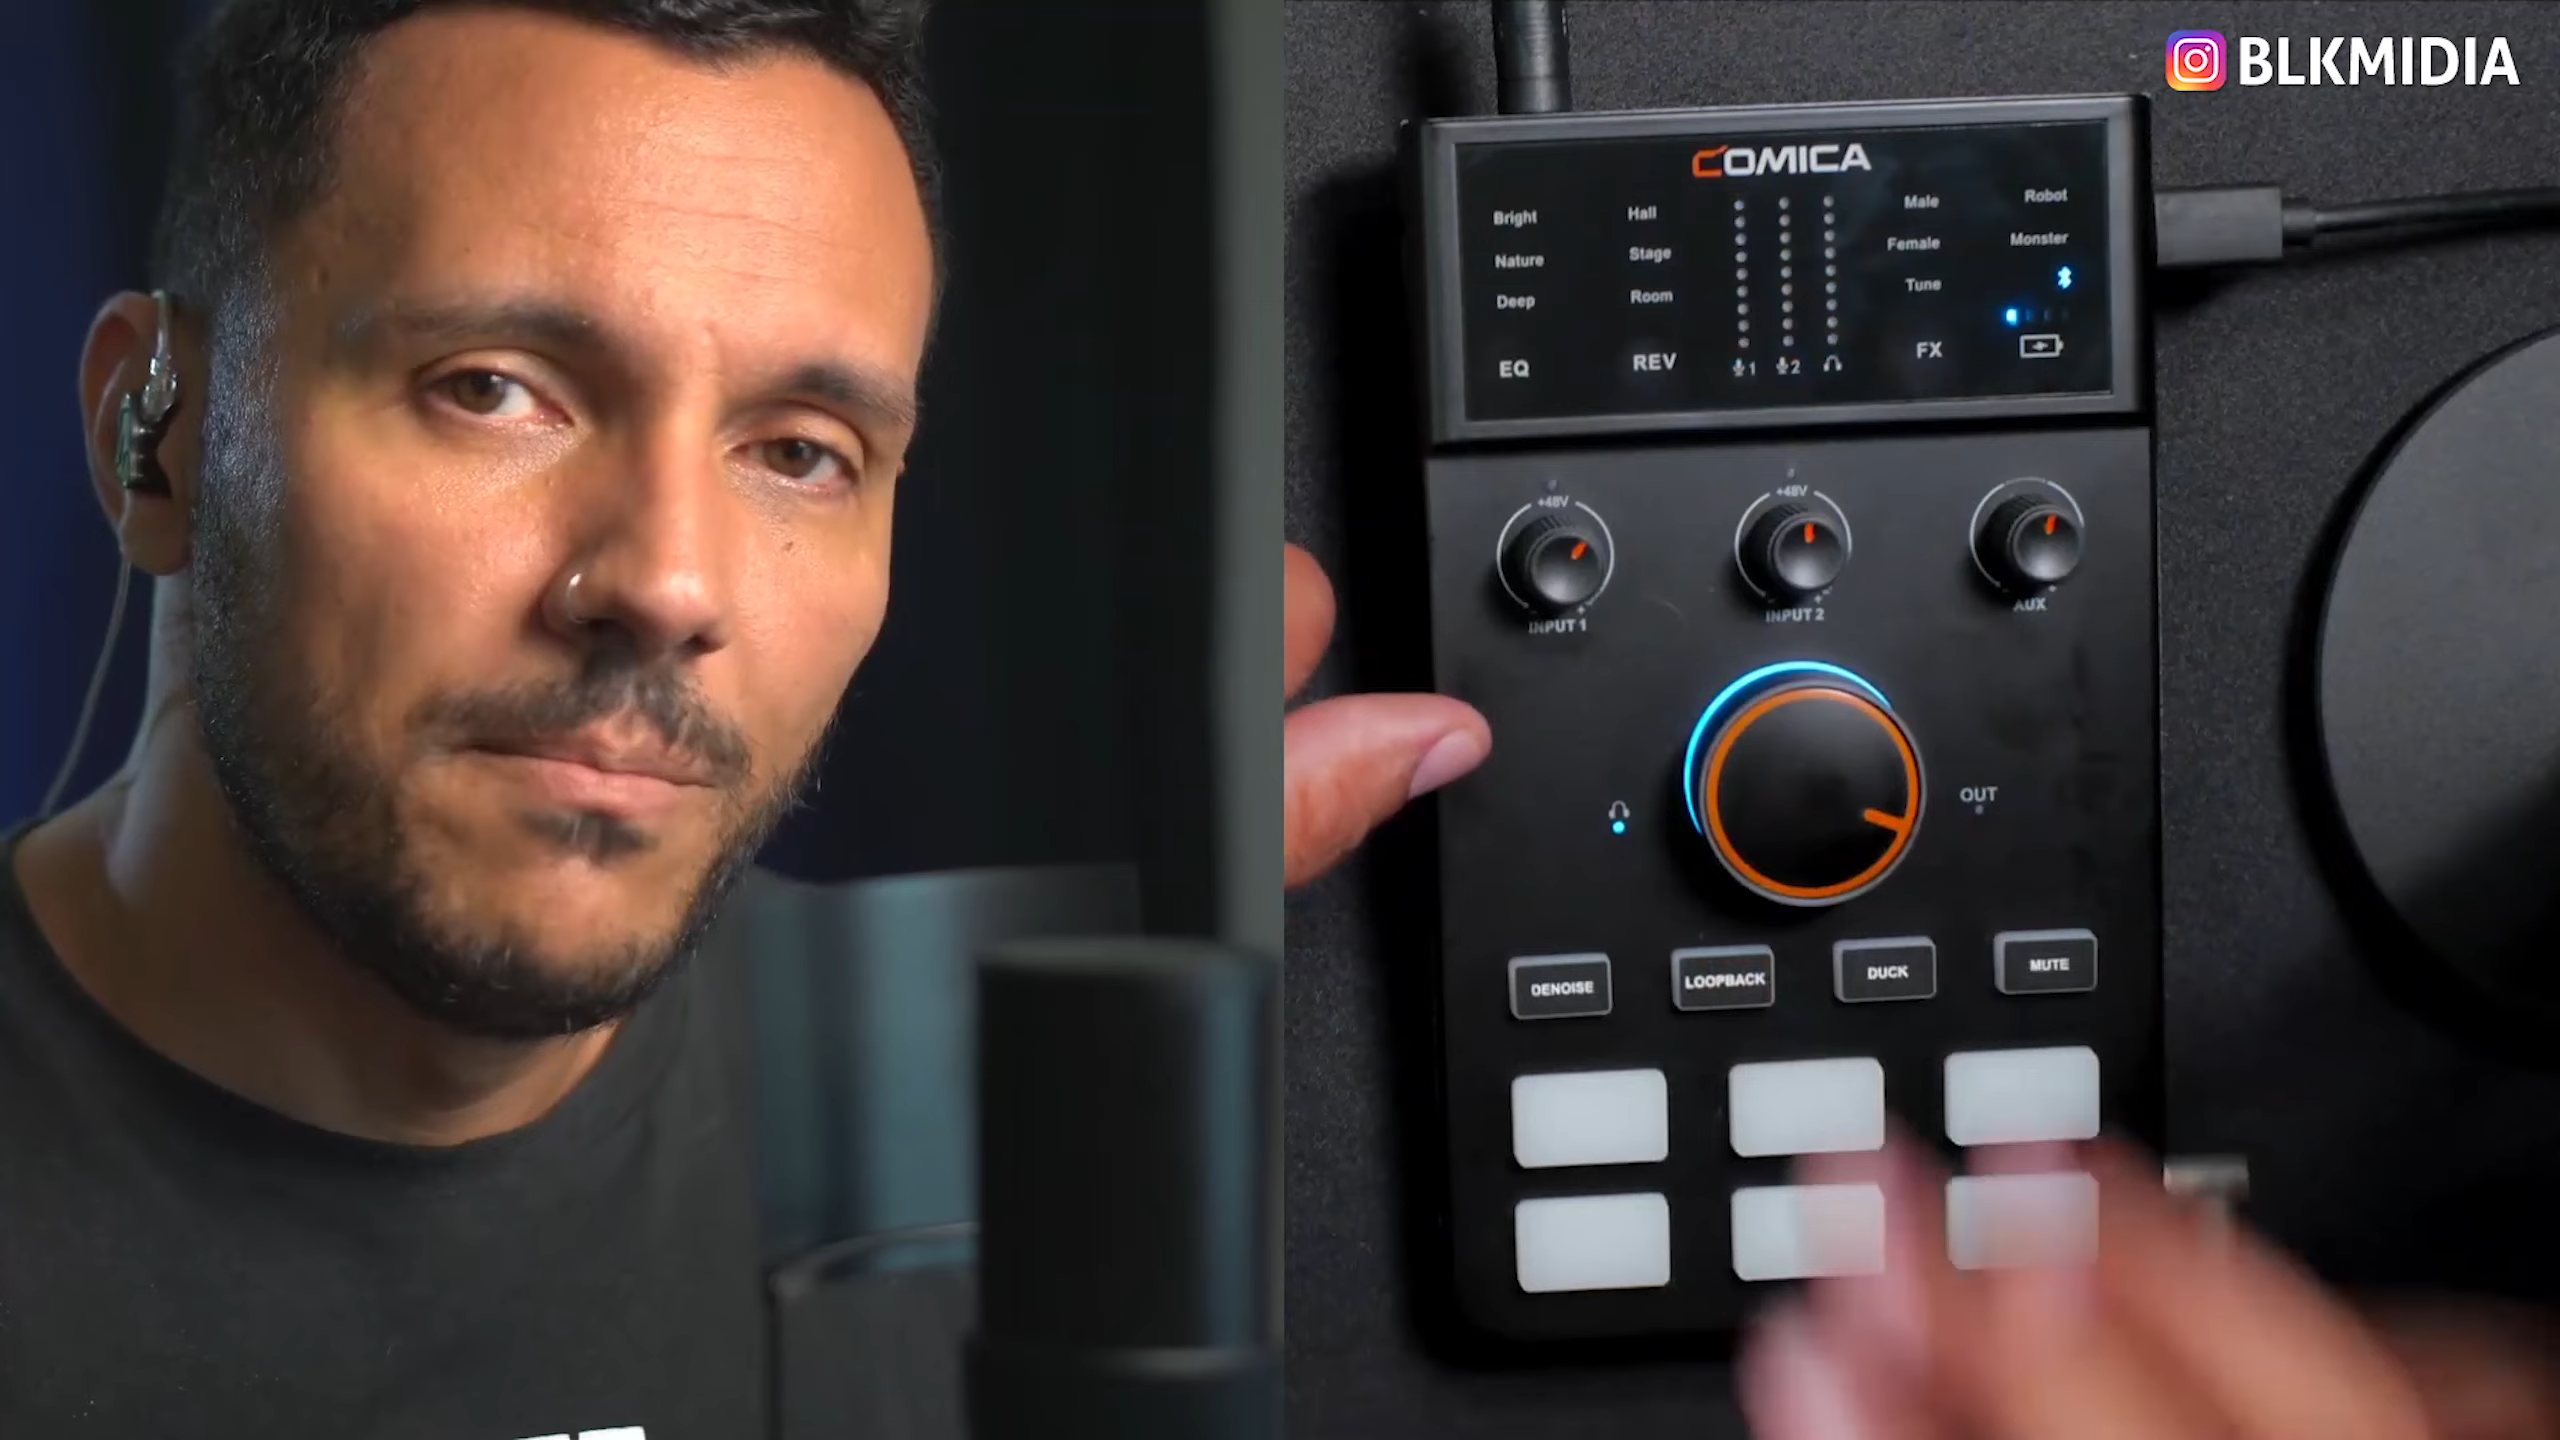 BLKMIDIA
COMICA
Bright
Nature
Deep
EQ
Hall
Stage
Room
REV
1
2
Male
Female
Tune
FX
Robot
Monster
+48V
INPUT 1
+48V
INPUT 2
AUX
OUT
DENOISE
LOOPBACK
DUCK
MUTE